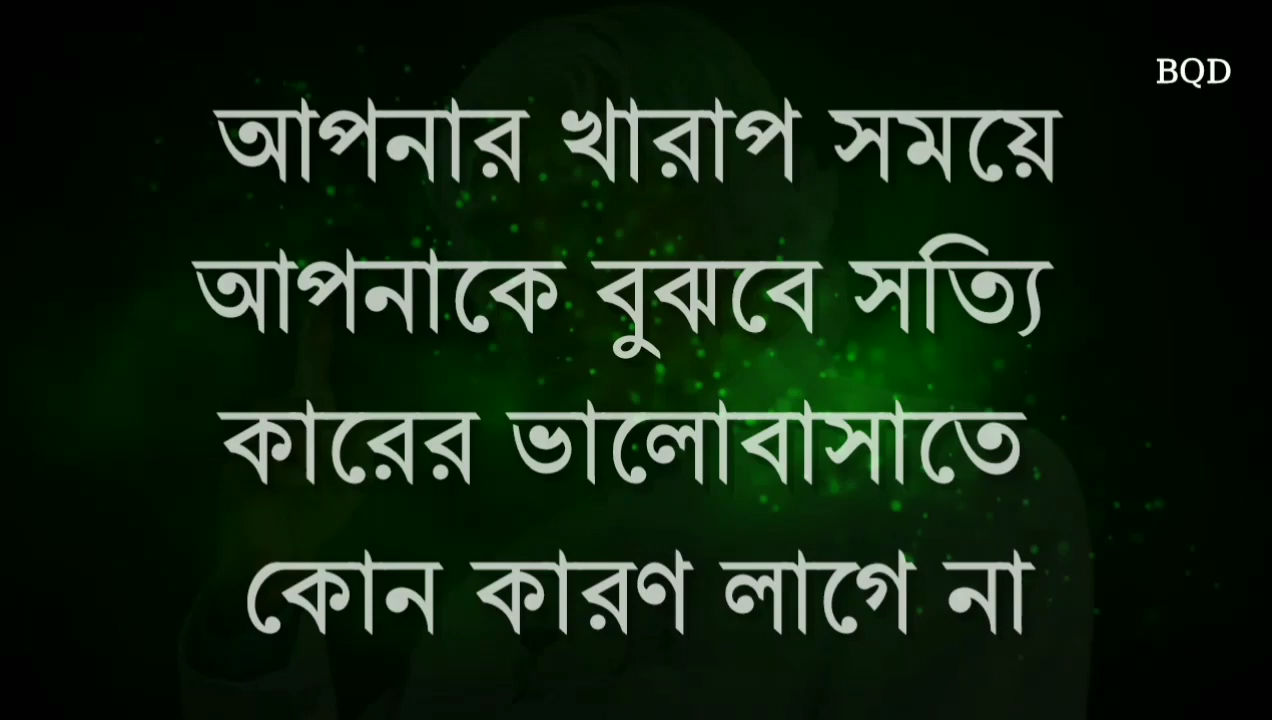 BQD
আপনার খারাপ সময়ে
আপনাকে বুঝবে সত্যি
কারের ভালোবাসাতে
কোন কারণ লাগে না